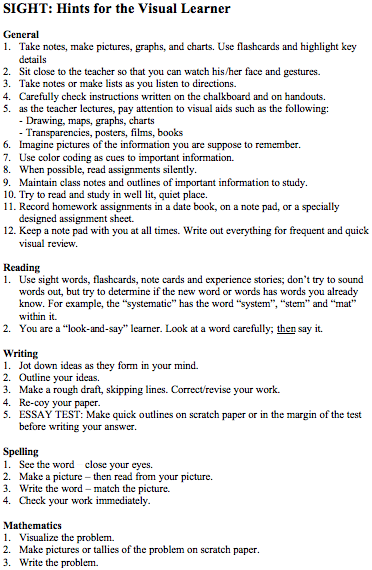 SIGHT: Hints for the Visual Learner
General
1. Take notes, make pictures, graphs, and charts. Use flashcards and highlight key
details
2. Sit close to the teacher so that you can watch his/her face and gestures.
3. Take notes or make lists as you listen to directions.
4. Carefully check instructions written on the chalkboard and on handouts.
5. as the teacher lectures, pay attention to visual aids such as the following:
- Drawing, maps, graphs, charts
- Transparencies, posters, films, books
6. Imagine pictures of the information you are suppose to remember.
7. Use color coding as cues to important information.
8. When possible, read assignments silently.
9. Maintain class notes and outlines of important information to study.
10. Try to read and study in well lit, quiet place.
11. Record homework assignments in a date book, on a note pad, or a specially
designed assignment sheet.
12. Keep a note pad with you at all times. Write out everything for frequent and quick
visual review.
Reading
1. Use sight words, flashcards, note cards and experience stories; don’t try to sound
words out, but try to determine if the new word or words has words you already
know. For example, the “systematic” has the word “system”, “stem” and “mat”
within it.
2. You are a “look-and-say” learner. Look at a word carefully; then say it.
Writing
1. Jot down ideas as they form in your mind.
2. Outline your ideas.
3. Make a rough draft, skipping lines. Correct/revise your work.
4. Re-coy your paper.
5. ESSAY TEST: Make quick outlines on scratch paper or in the margin of the test
before writing your answer.
Spelling
1. See the word close your eyes.
2. Make a picture – then read from your picture.
3. Write the word – match the picture.
4. Check your work immediately.
Mathematics
1. Visualize the problem.
2. Make pictures or tallies of the problem on scratch paper.
3. Write the problem.